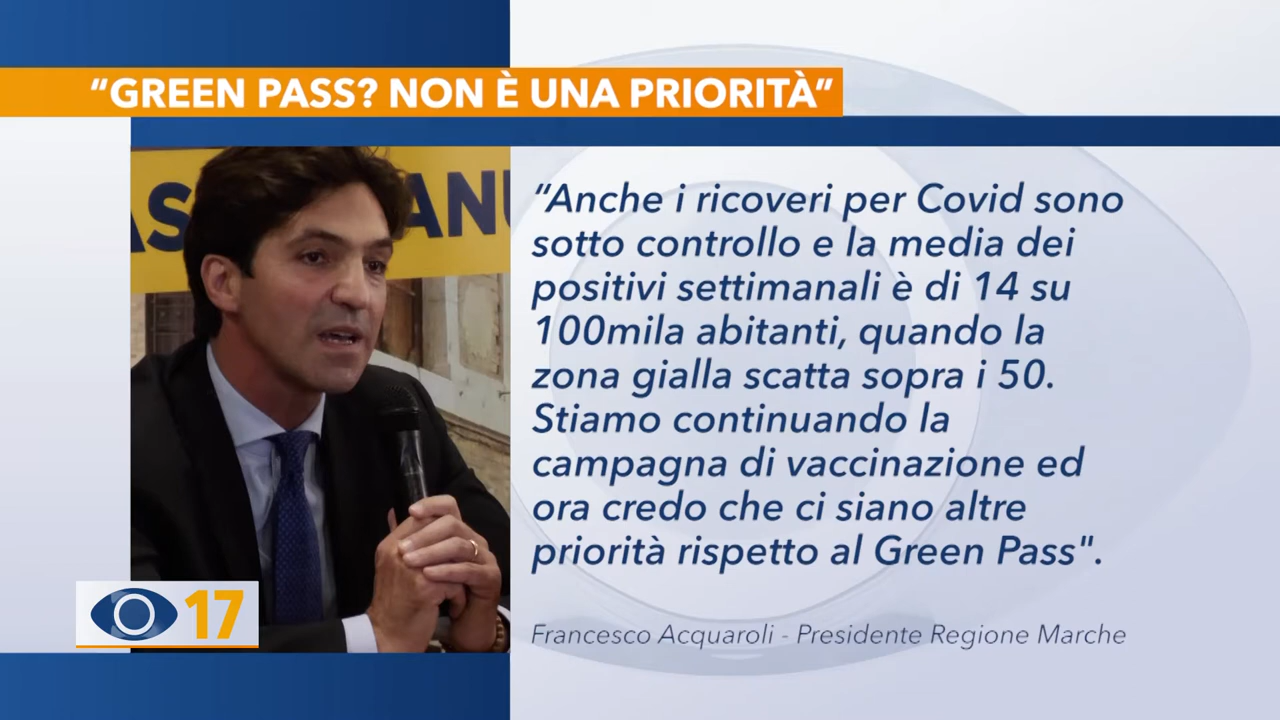 “GREEN PASS? NON È UNA PRIORITÀ”
AS
ANU
“Anche i ricoveri per Covid sono
sotto controllo e la media dei
positivi settimanali è di 14 su
100mila abitanti, quando la
zona gialla scatta sopra i 50.
Stiamo continuando la
campagna di vaccinazione ed
ora credo che ci siano altre
priorità rispetto al Green Pass".
Francesco Acquaroli - Presidente Regione Marche
17